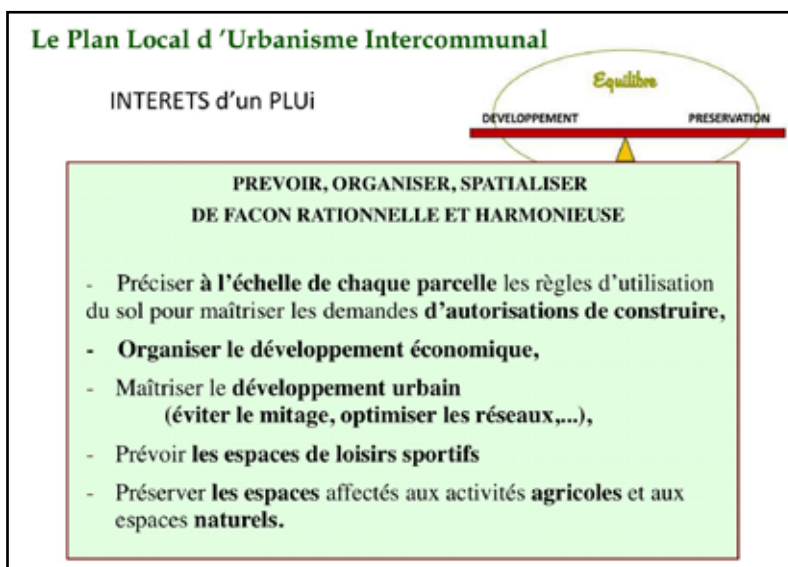 Le Plan Local d ’Urbanisme Intercommunal
INTERETS d’un PLUi
Equilibre
DEVELOPPEMENT
PRESERVATION
PREVOIR, ORGANISER, SPATIALISER
DE FACON RATIONNELLE ET HARMONIEUSE
- Préciser à l’échelle de chaque parcelle les règles d’utilisation
du sol pour maîtriser les demandes d’autorisations de construire,
- Organiser le développement économique,
- Maîtriser le développement urbain
(éviter le mitage, optimiser les réseaux,...),
- Prévoir les espaces de loisirs sportifs
- Préserver les espaces affectés aux activités agricoles et aux
espaces naturels.